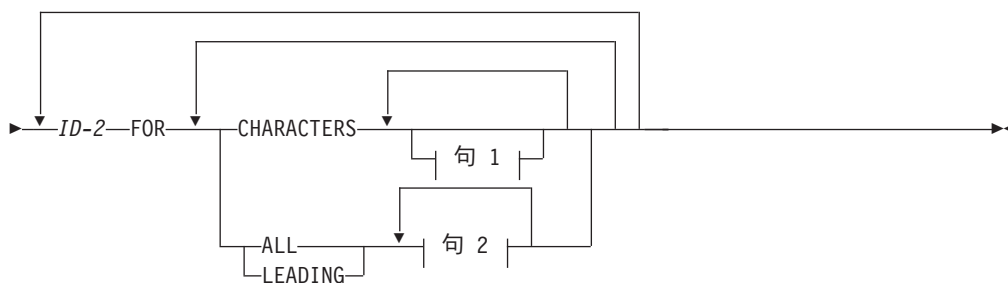 ID-2 FOR CHARACTERS
句 1
ALL 句 2
LEADING